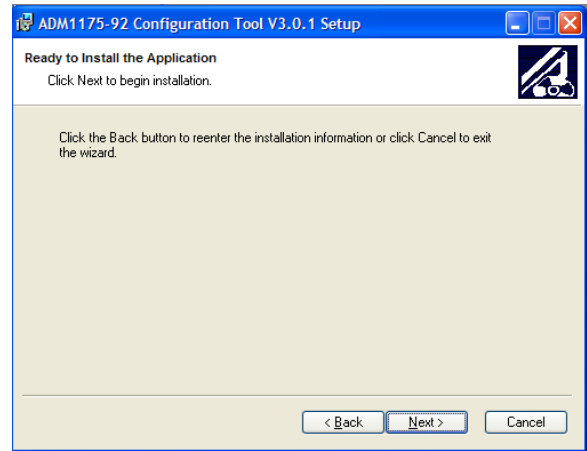 ADM1175-92 Configuration Tool V3.0.1 Setup
Ready to Install the Application
Click Next to begin installation.
Click the Back button to reenter the installation information or click Cancel to exit
the wizard.
< Back Next > Cancel